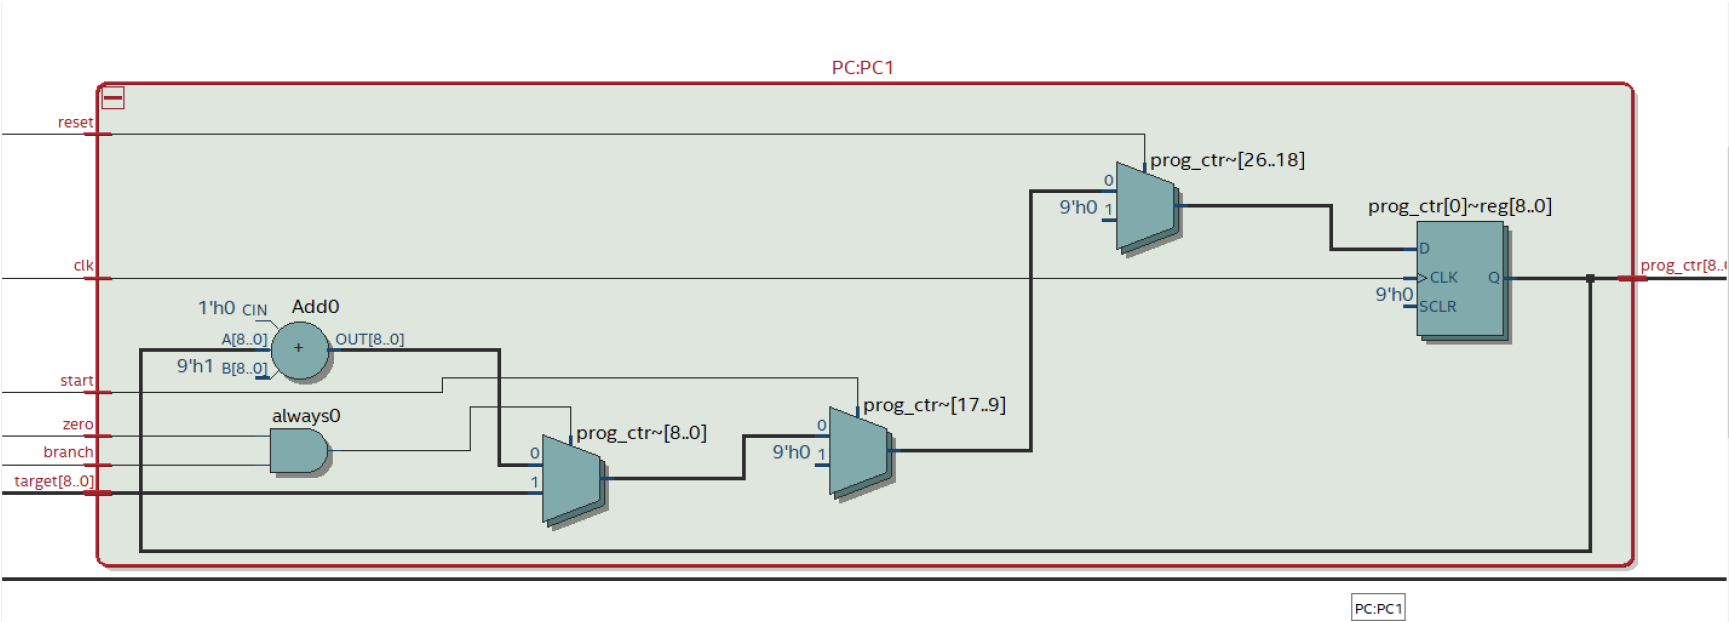 PC:PC1
reset
prog_ctr~[26..18]
0
9'h0 1
prog_ctr[0]~reg[8..0]
D
clk
CLK
Q
prog_ctr[8..
9'h0
SCLR
1'h0 CIN
Add0
A[8..0]
+
OUT[8..0]
9'h1 B[8..0]
start
prog_ctr~[17..9]
always0
zero
0
prog_ctr~[8..0]
branch
0
9'h0 1
target[8..0]
1
PC:PC1